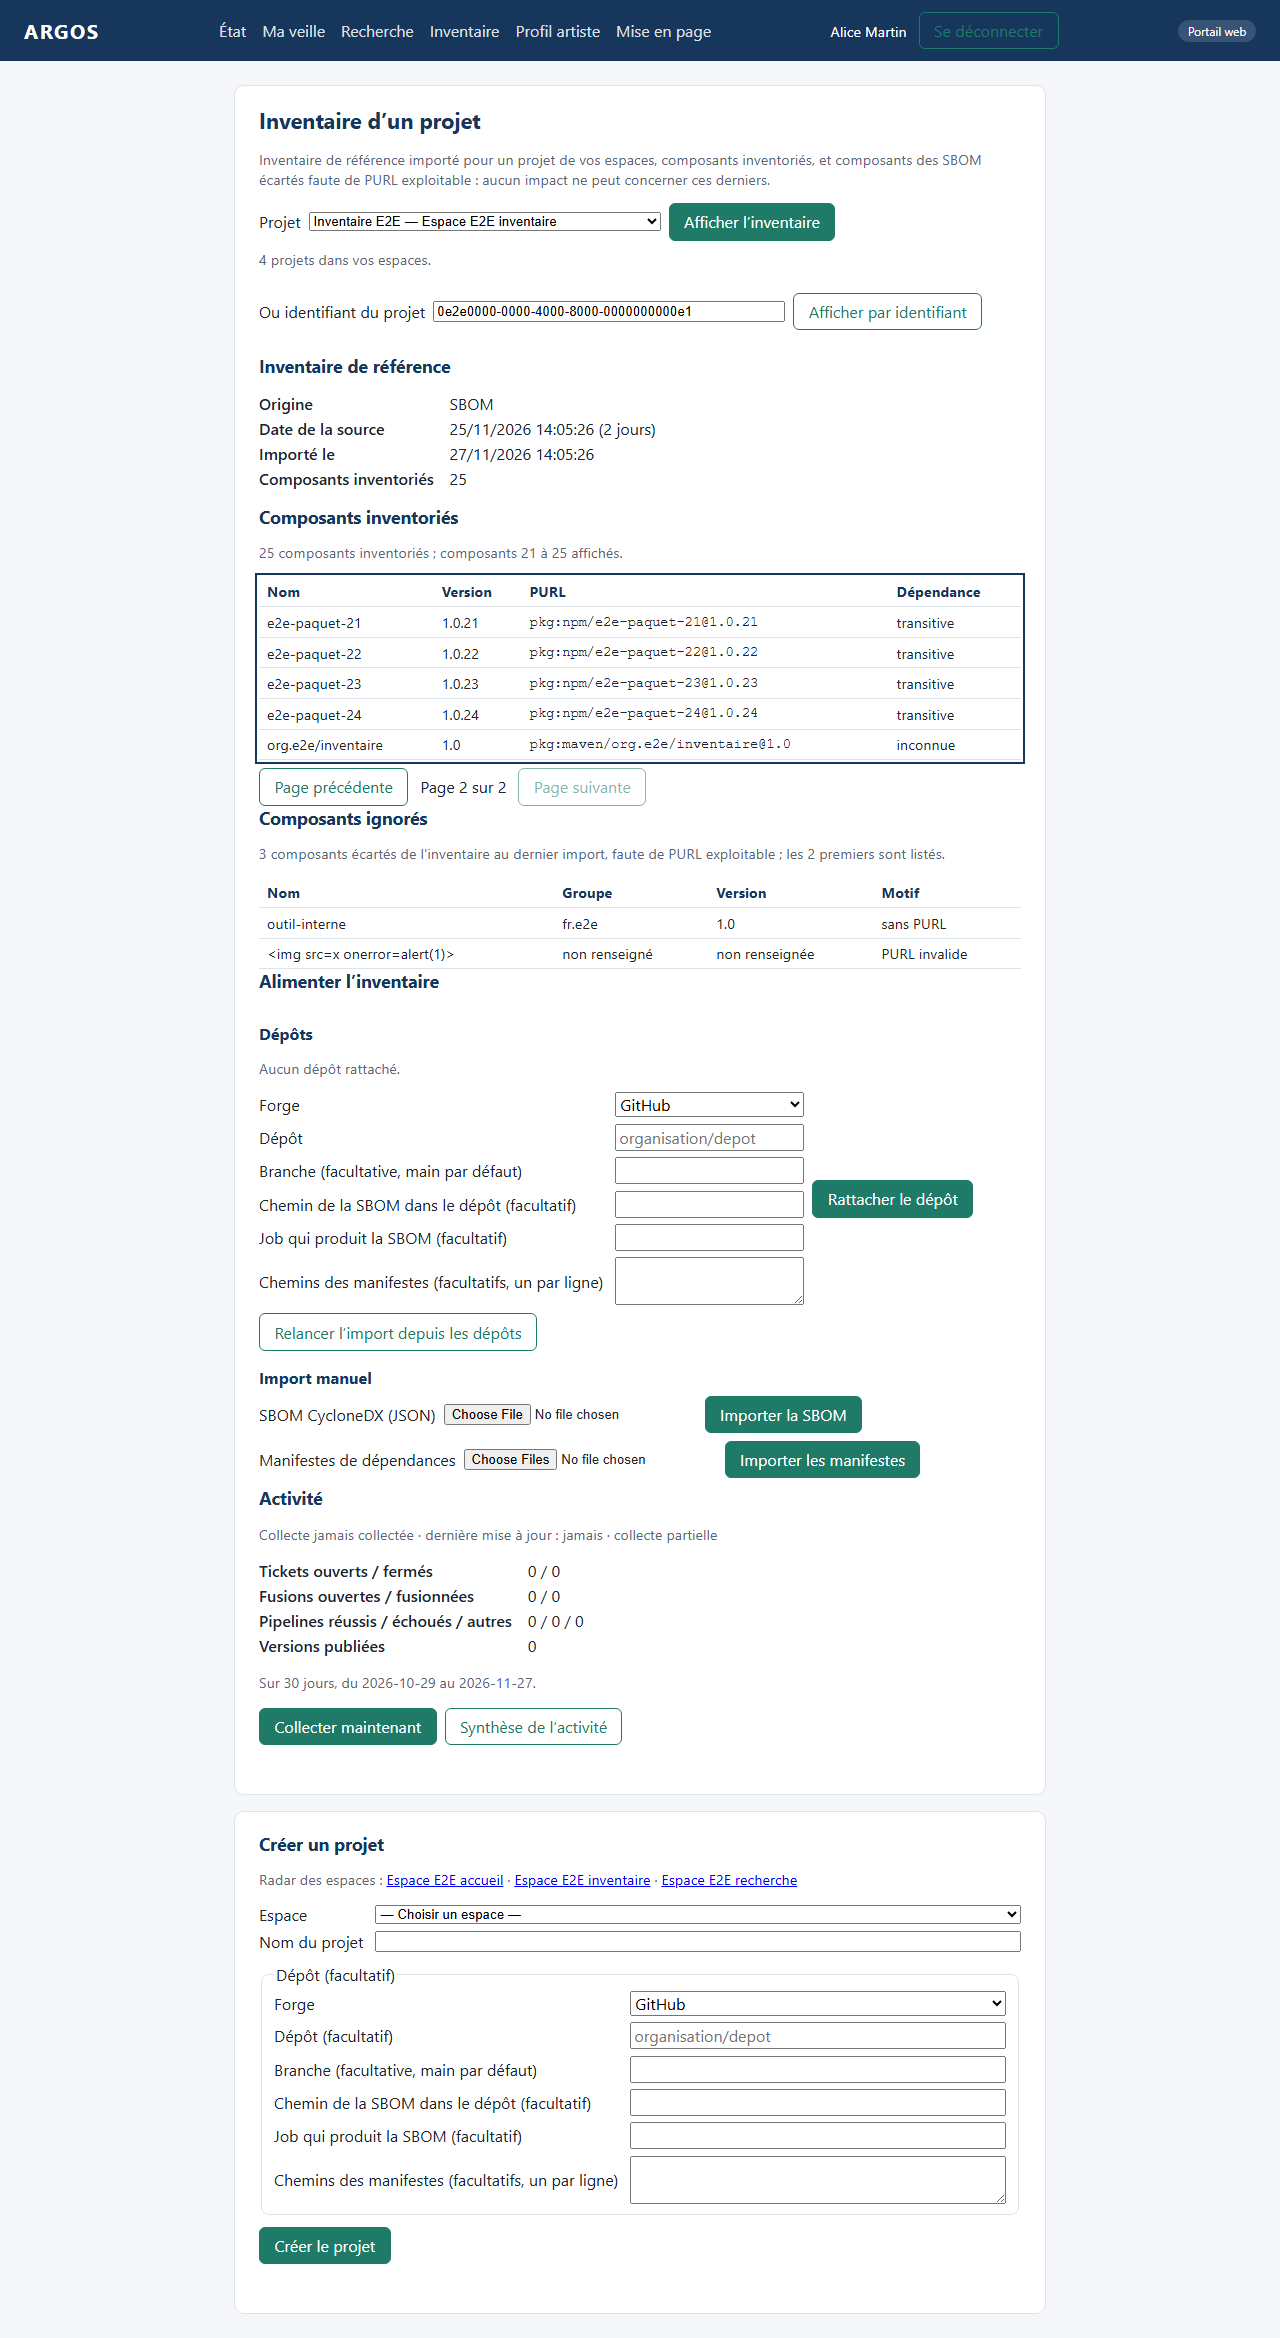 ARGOS État Ma veille Recherche Inventaire Profil artiste Mise en page Alice Martin Se déconnecter Portail web
Inventaire d’un projet
Inventaire de référence importé pour un projet de vos espaces, composants inventoriés, et composants des SBOM
écartés faute de PURL exploitable : aucun impact ne peut concerner ces derniers.
Projet Inventaire E2E — Espace E2E inventaire Afficher l’inventaire
4 projets dans vos espaces.
Ou identifiant du projet 0e2e0000-0000-4000-8000-0000000000e1 Afficher par identifiant
Inventaire de référence
Origine SBOM
Date de la source 25/11/2026 14:05:26 (2 jours)
Importé le 27/11/2026 14:05:26
Composants inventoriés 25
Composants inventoriés
25 composants inventoriés ; composants 21 à 25 affichés.
Nom Version PURL Dépendance
e2e-paquet-21 1.0.21 pkg:npm/e2e-paquet-21@1.0.21 transitive
e2e-paquet-22 1.0.22 pkg:npm/e2e-paquet-22@1.0.22 transitive
e2e-paquet-23 1.0.23 pkg:npm/e2e-paquet-23@1.0.23 transitive
e2e-paquet-24 1.0.24 pkg:npm/e2e-paquet-24@1.0.24 transitive
org.e2e/inventaire 1.0 pkg:maven/org.e2e/inventaire@1.0 inconnue
Page précédente Page 2 sur 2 Page suivante
Composants ignorés
3 composants écartés de l’inventaire au dernier import, faute de PURL exploitable ; les 2 premiers sont listés.
Nom Groupe Version Motif
outil-interne fr.e2e 1.0 sans PURL
<img src=x onerror=alert(1)> non renseigné non renseignée PURL invalide
Alimenter l’inventaire
Dépôts
Aucun dépôt rattaché.
Forge GitHub
Dépôt organisation/depot
Branche (facultative, main par défaut)
Chemin de la SBOM dans le dépôt (facultatif) Rattacher le dépôt
Job qui produit la SBOM (facultatif)
Chemins des manifestes (facultatifs, un par ligne)
Relancer l’import depuis les dépôts
Import manuel
SBOM CycloneDX (JSON) Choose File No file chosen Importer la SBOM
Manifestes de dépendances Choose Files No file chosen Importer les manifestes
Activité
Collecte jamais collectée · dernière mise à jour : jamais · collecte partielle
Tickets ouverts / fermés 0 / 0
Fusions ouvertes / fusionnées 0 / 0
Pipelines réussis / échoués / autres 0 / 0 / 0
Versions publiées 0
Sur 30 jours, du 2026-10-29 au 2026-11-27.
Collecter maintenant Synthèse de l’activité
Créer un projet
Radar des espaces : Espace E2E accueil · Espace E2E inventaire · Espace E2E recherche
Espace — Choisir un espace —
Nom du projet
Dépôt (facultatif)
Forge GitHub
Dépôt (facultatif) organisation/depot
Branche (facultative, main par défaut)
Chemin de la SBOM dans le dépôt (facultatif)
Job qui produit la SBOM (facultatif)
Chemins des manifestes (facultatifs, un par ligne)
Créer le projet